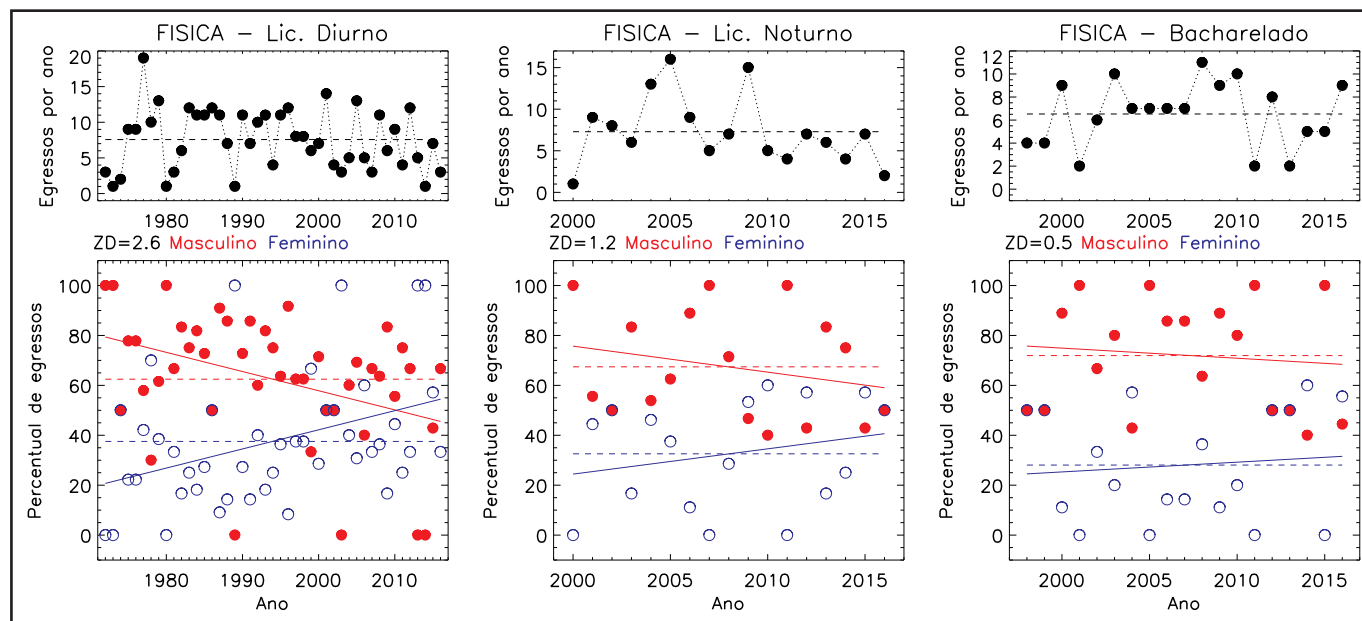 FISICA – Lic. Diurno
Egressos por ano
20
15
10
5
0
1980 1990 2000 2010
ZD=2.6 Masculino Feminino
Percentual de egressos
100
80
60
40
20
0
1980 1990 2000 2010
Ano
FISICA – Lic. Noturno
Egressos por ano
15
10
5
0
2000 2005 2010 2015
ZD=1.2 Masculino Feminino
Percentual de egressos
100
80
60
40
20
0
2000 2005 2010 2015
Ano
FISICA – Bacharelado
Egressos por ano
12
10
8
6
4
2
0
2000 2005 2010 2015
ZD=0.5 Masculino Feminino
Percentual de egressos
100
80
60
40
20
0
2000 2005 2010 2015
Ano